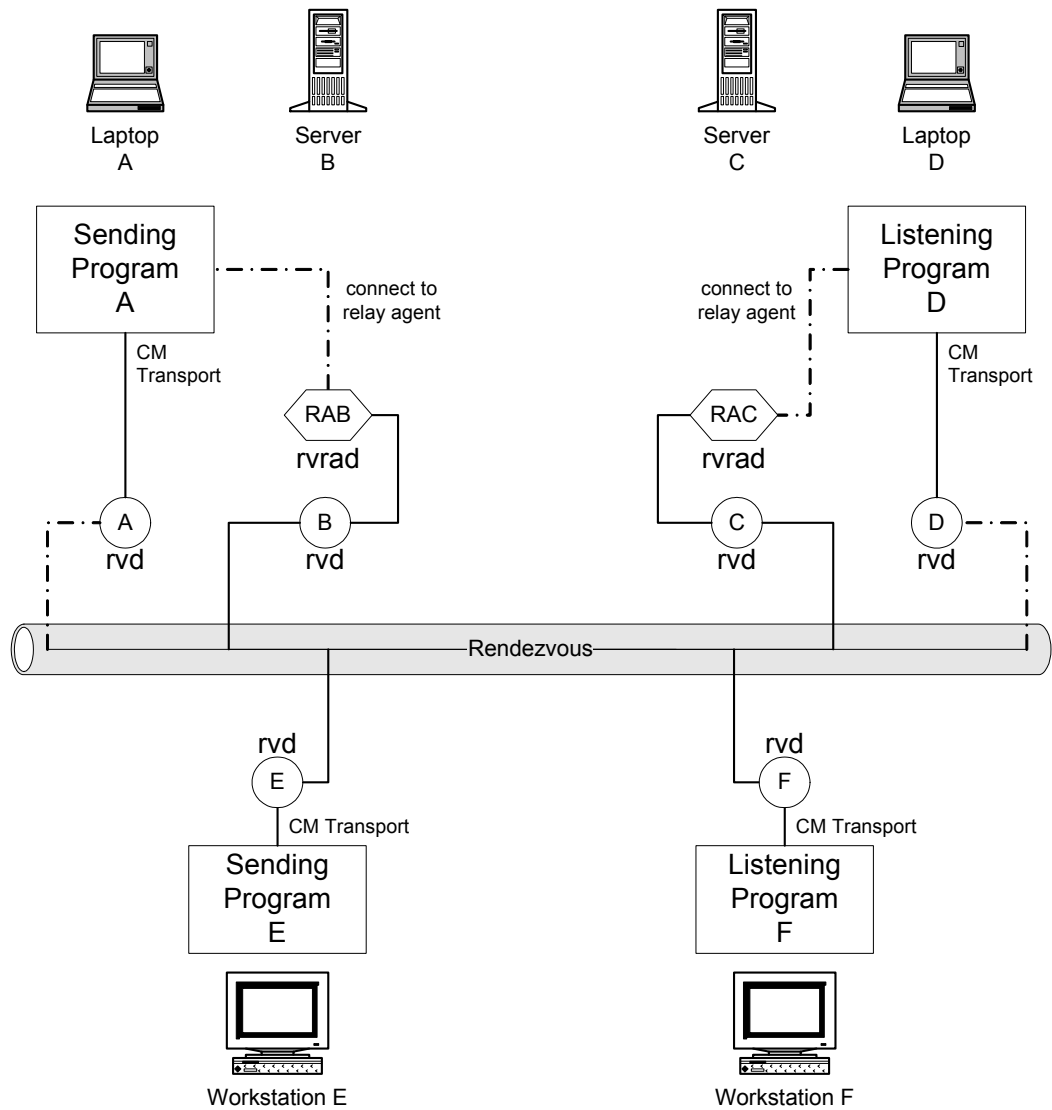 Laptop
A
Server
B
Server
C
Laptop
D
Sending
Program
A
Listening
Program
D
connect to
relay agent
connect to
relay agent
CM
Transport
CM
Transport
RAB
rvrad
RAC
rvrad
A
rvd
B
rvd
C
rvd
D
rvd
Rendezvous
rvd
E
rvd
F
CM Transport
CM Transport
Sending
Program
E
Listening
Program
F
Workstation E
Workstation F